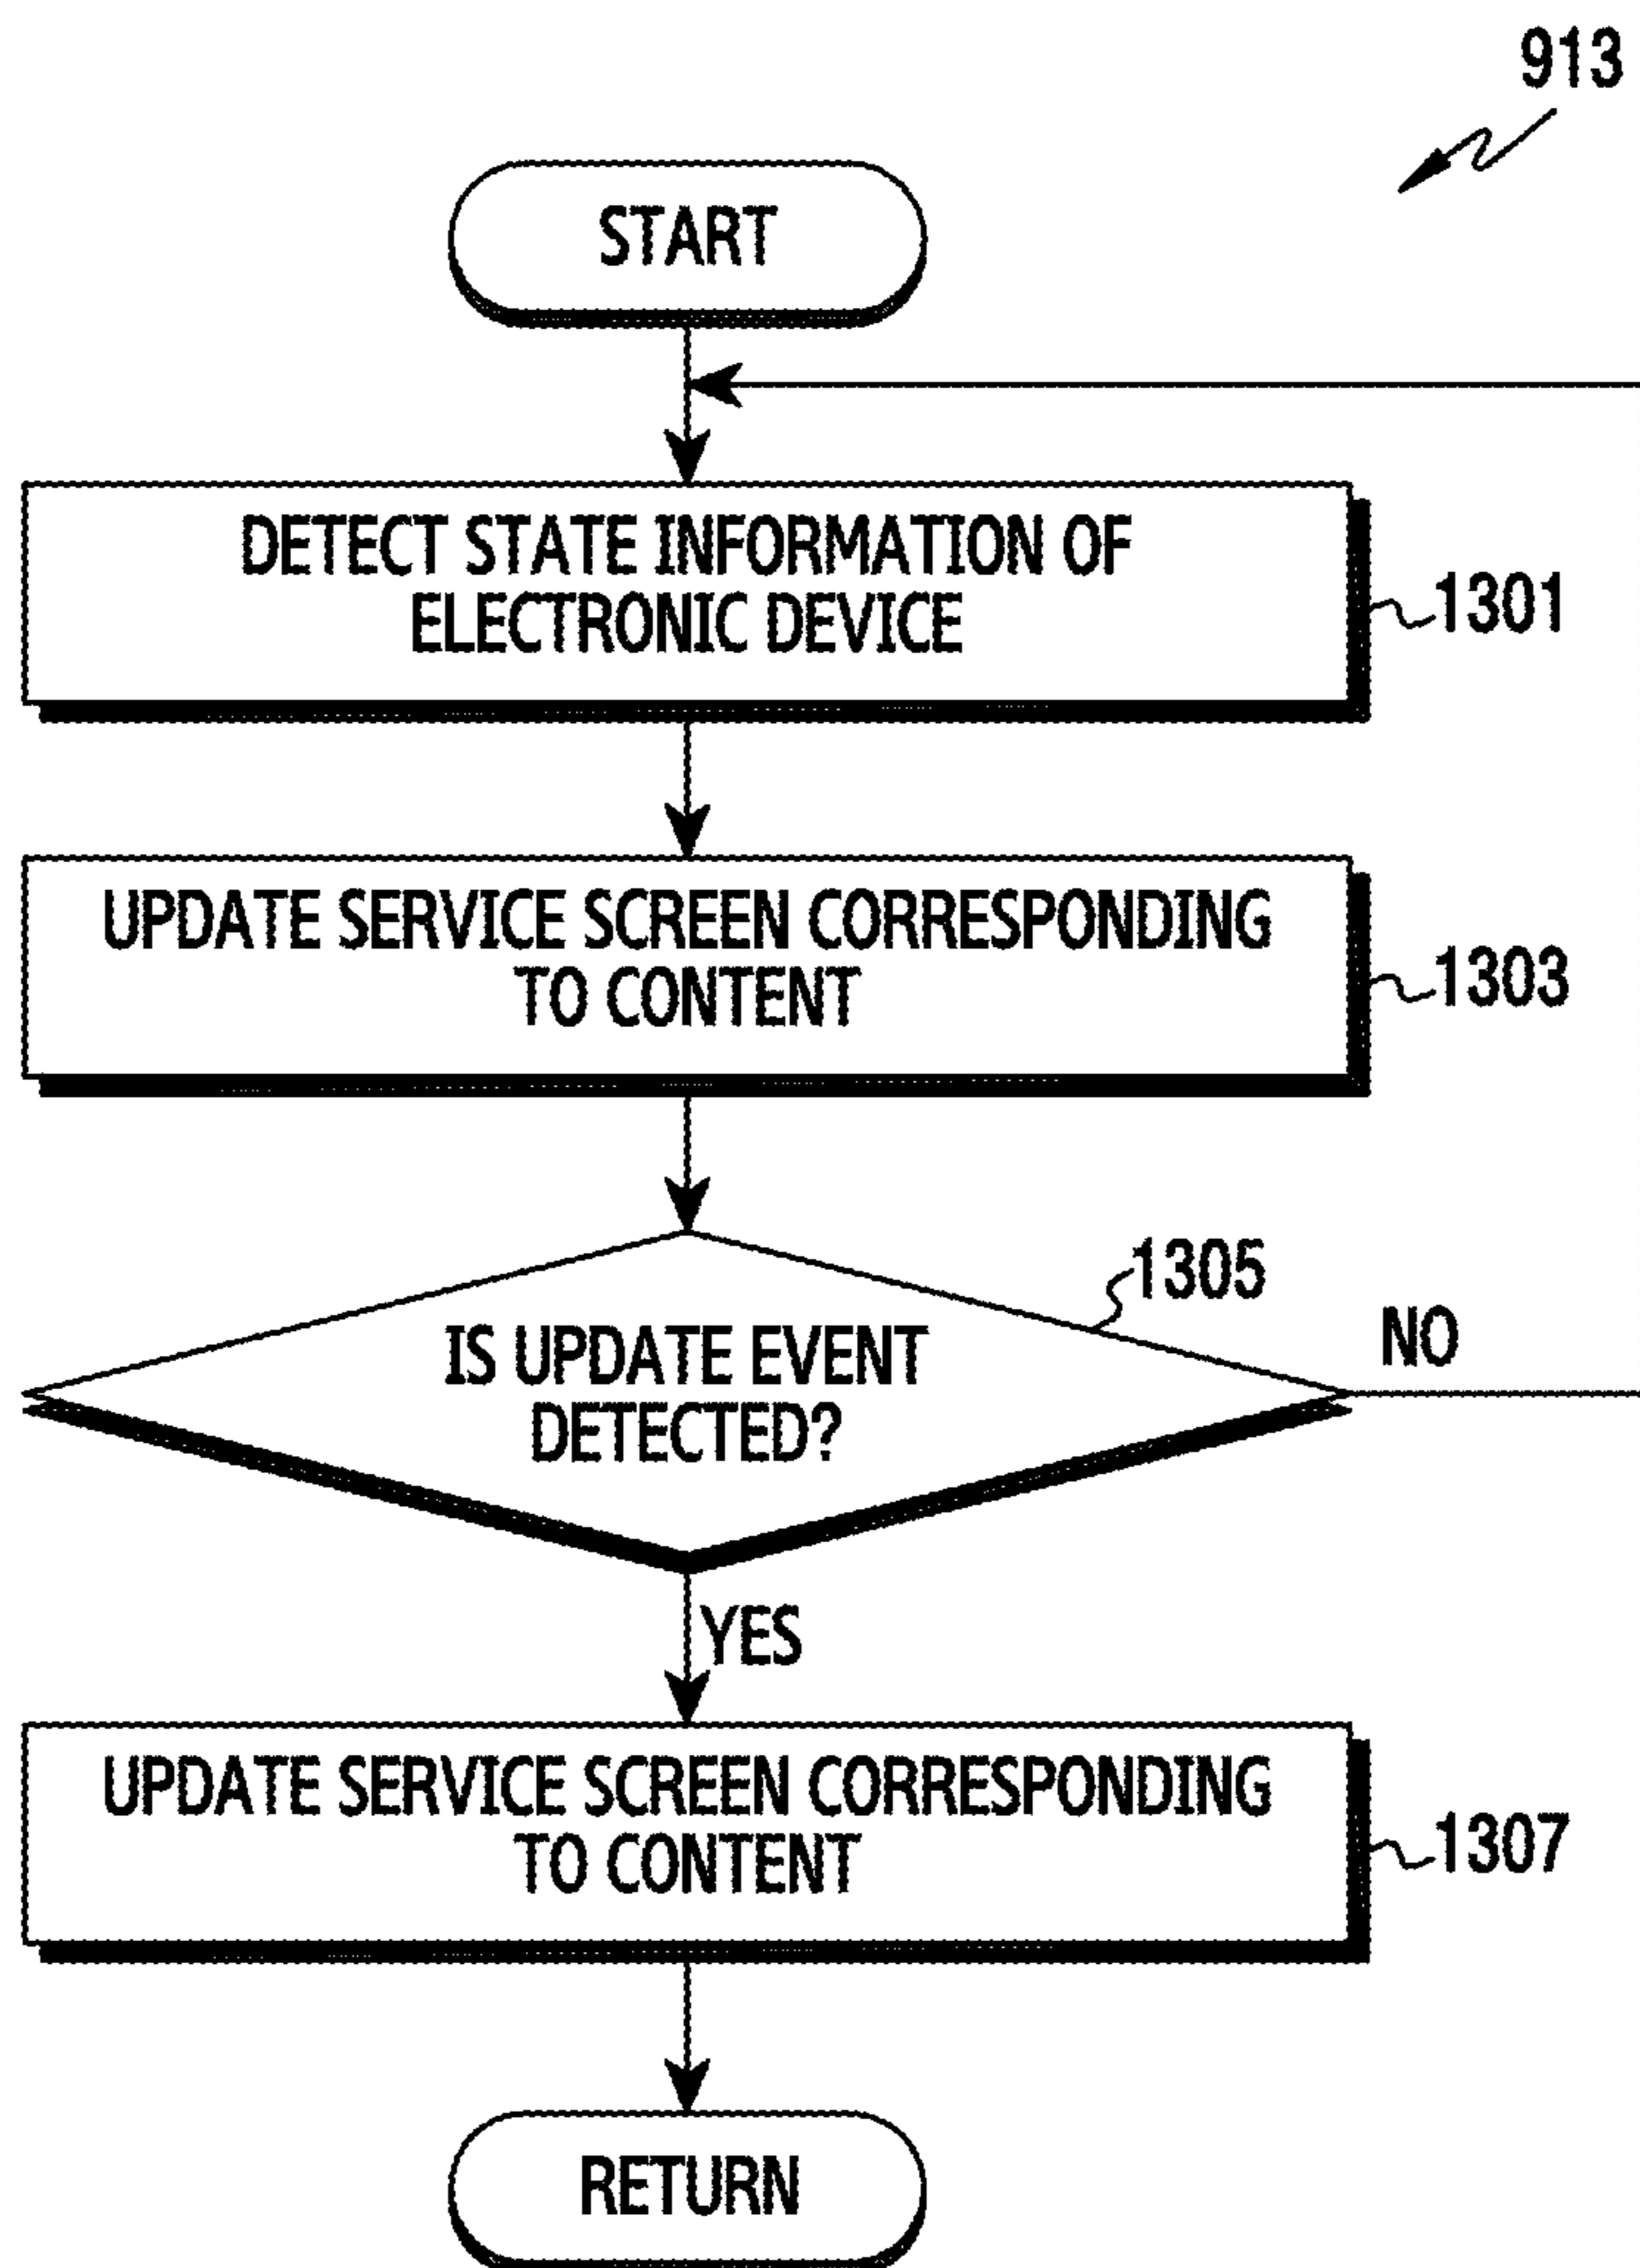 913
START
DETECT STATE INFORMATION OF
ELECTRONIC DEVICE
1301
UPDATE SERVICE SCREEN CORRESPONDING
TO CONTENT
1303
1305
IS UPDATE EVENT
DETECTED?
NO
YES
UPDATE SERVICE SCREEN CORRESPONDING
TO CONTENT
1307
RETURN